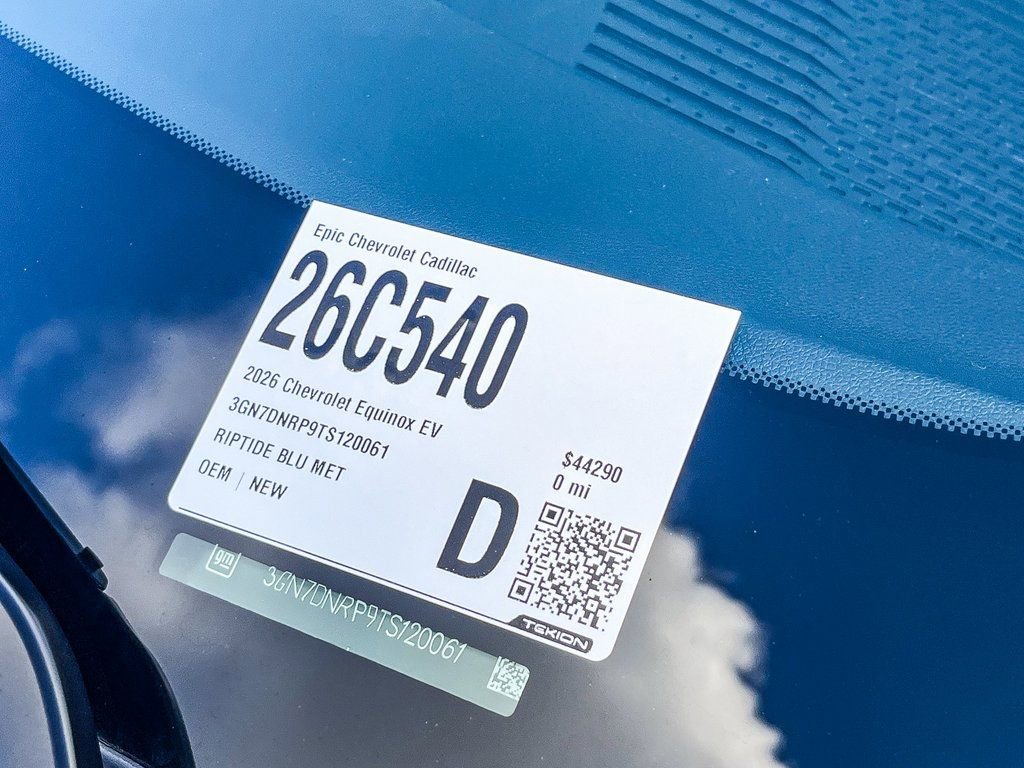 Epic Chevrolet Cadillac
26C540
2026 Chevrolet Equinox EV
3GN7DNRP9TS120061
RIPTIDE BLU MET
OEM | NEW
$44290
0 mi
D
TEKION
gm
3GN7DNRP9TS120061